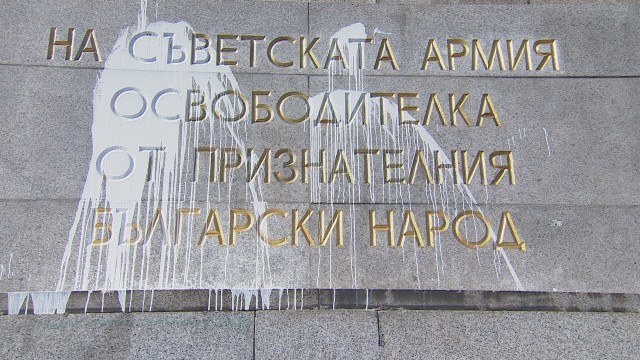 НА СЪВЕТСКАТА АРМИЯ
ОСВОБОДИТЕЛКА
ОТ ПРИЗНАТЕЛНИЯ
БЪЛГАРСКИ НАРОД